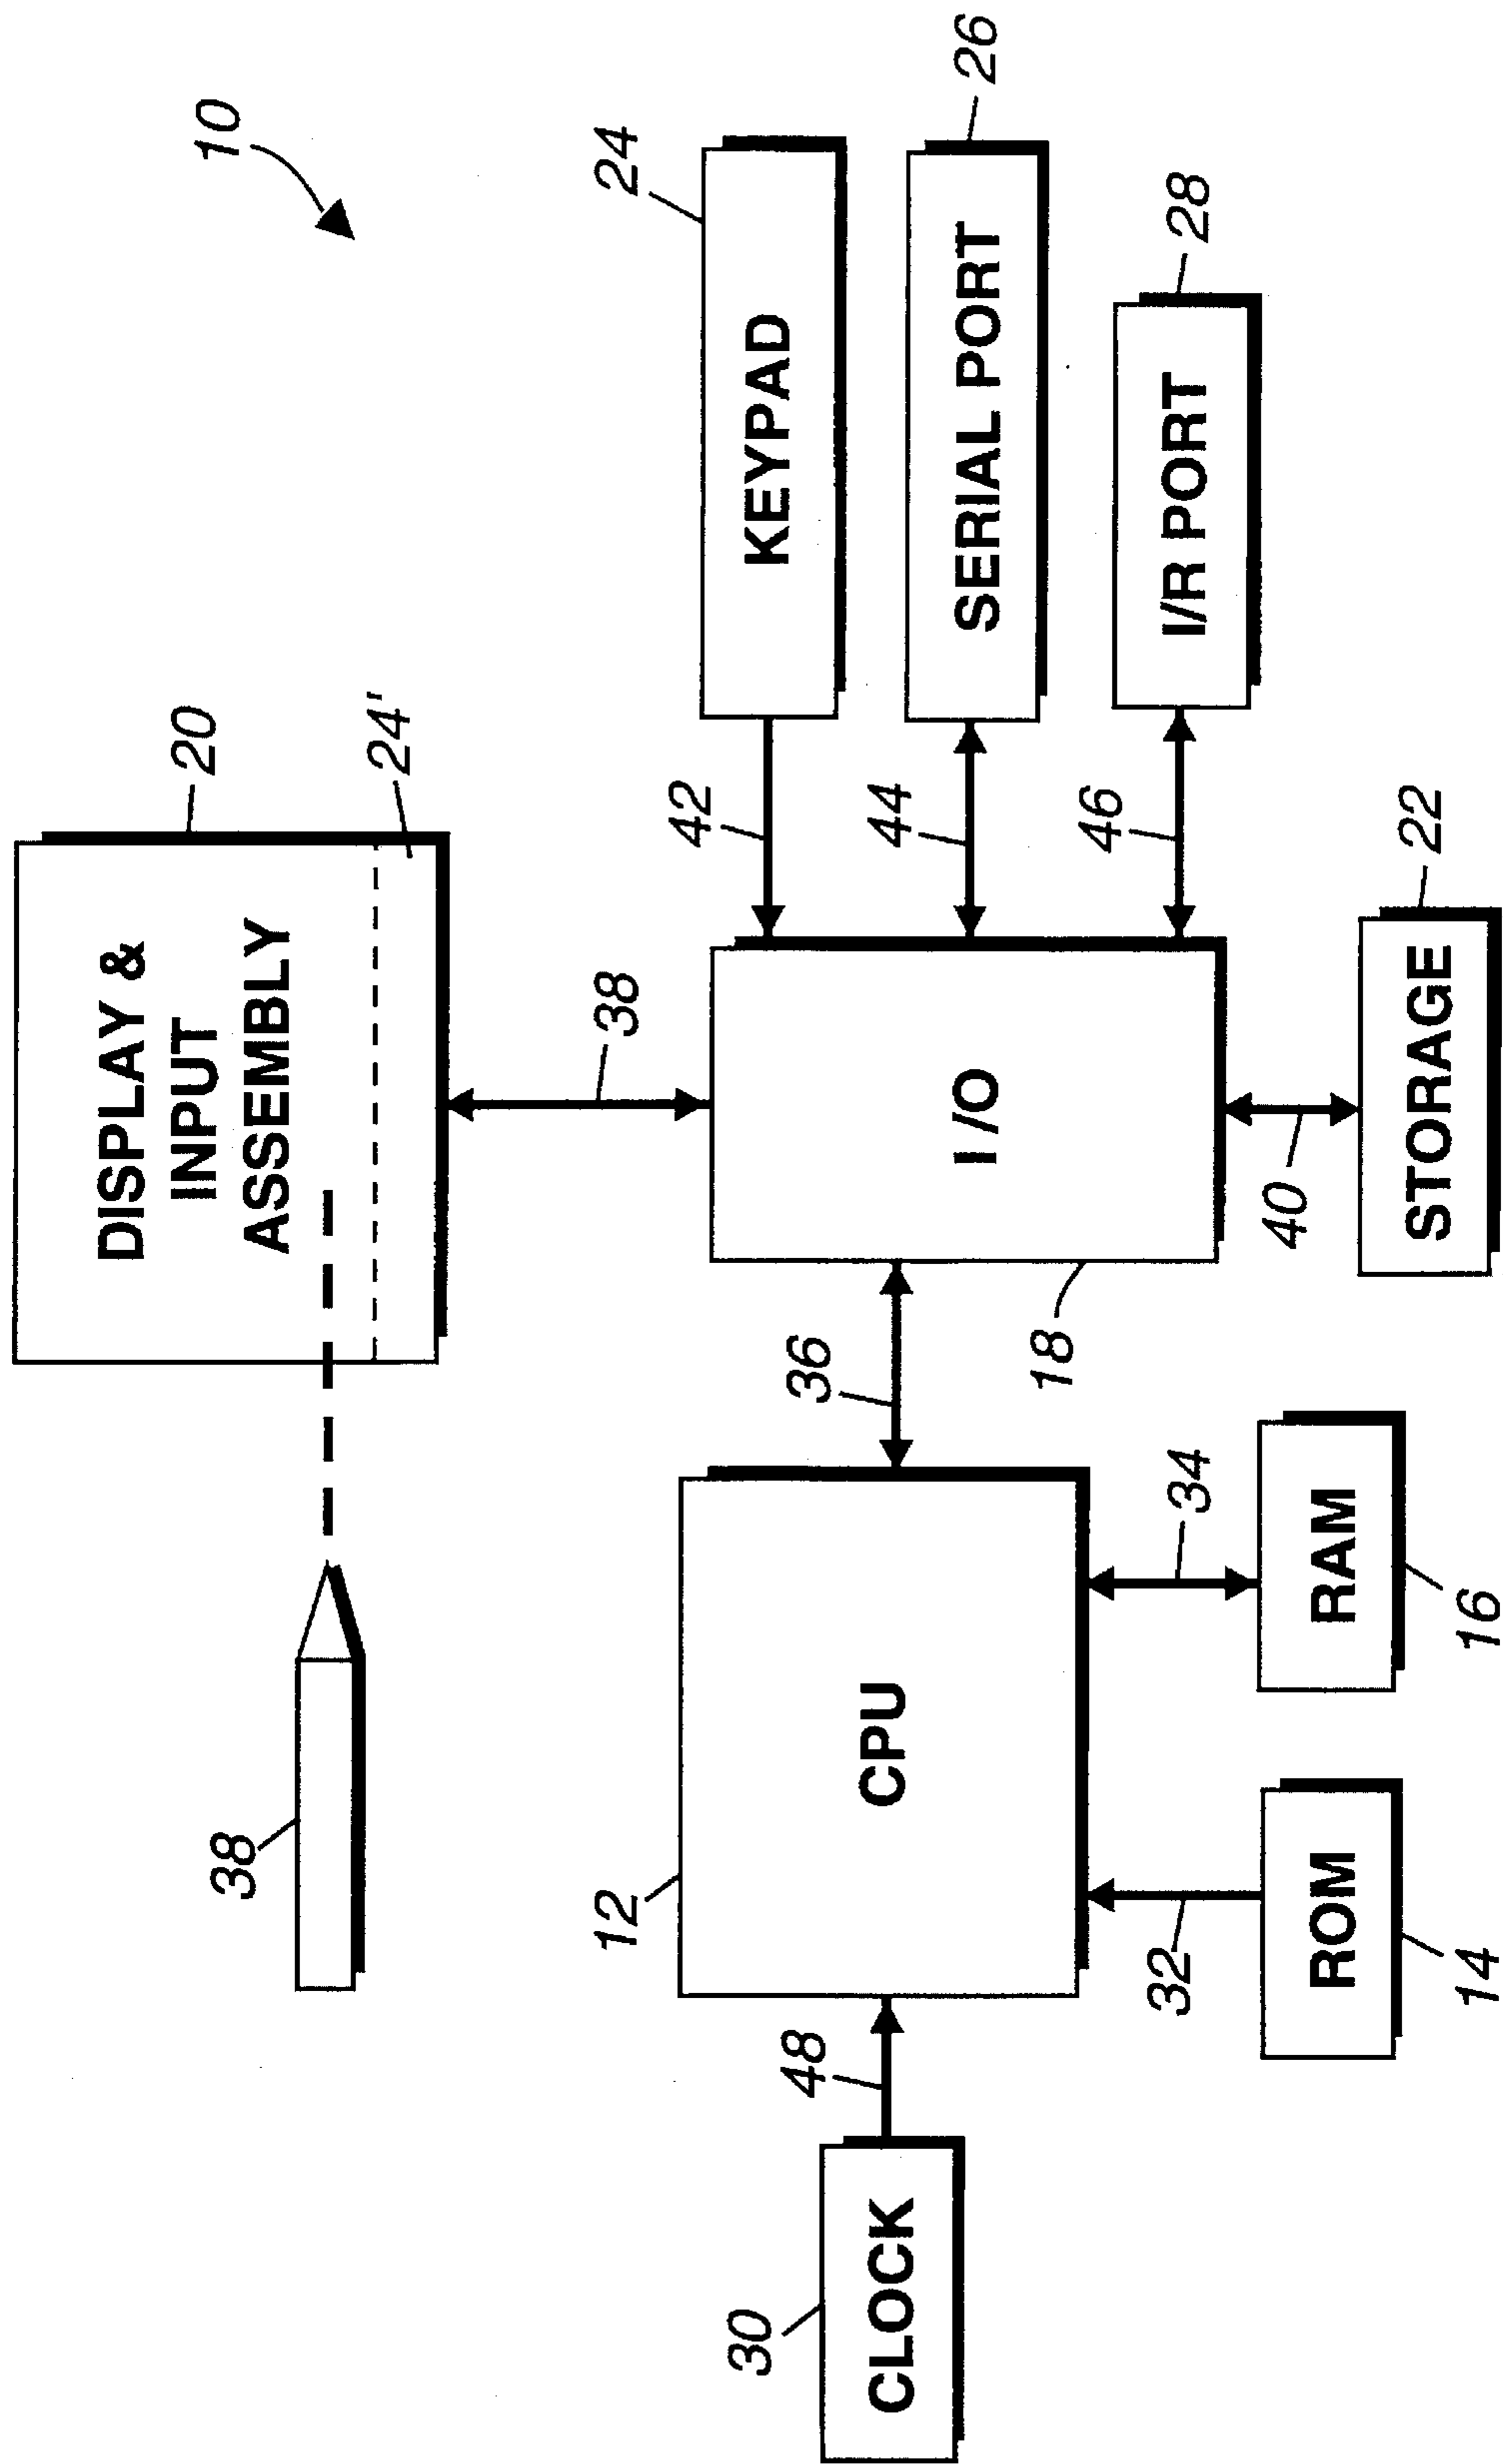 10
20
DISPLAY &
INPUT
ASSEMBLY
24'
38
38
24
KEYPAD
42
26
SERIAL PORT
44
28
I/R PORT
46
I/O
18
36
12
CPU
30
CLOCK
48
32
34
ROM
14
RAM
16
40
22
STORAGE